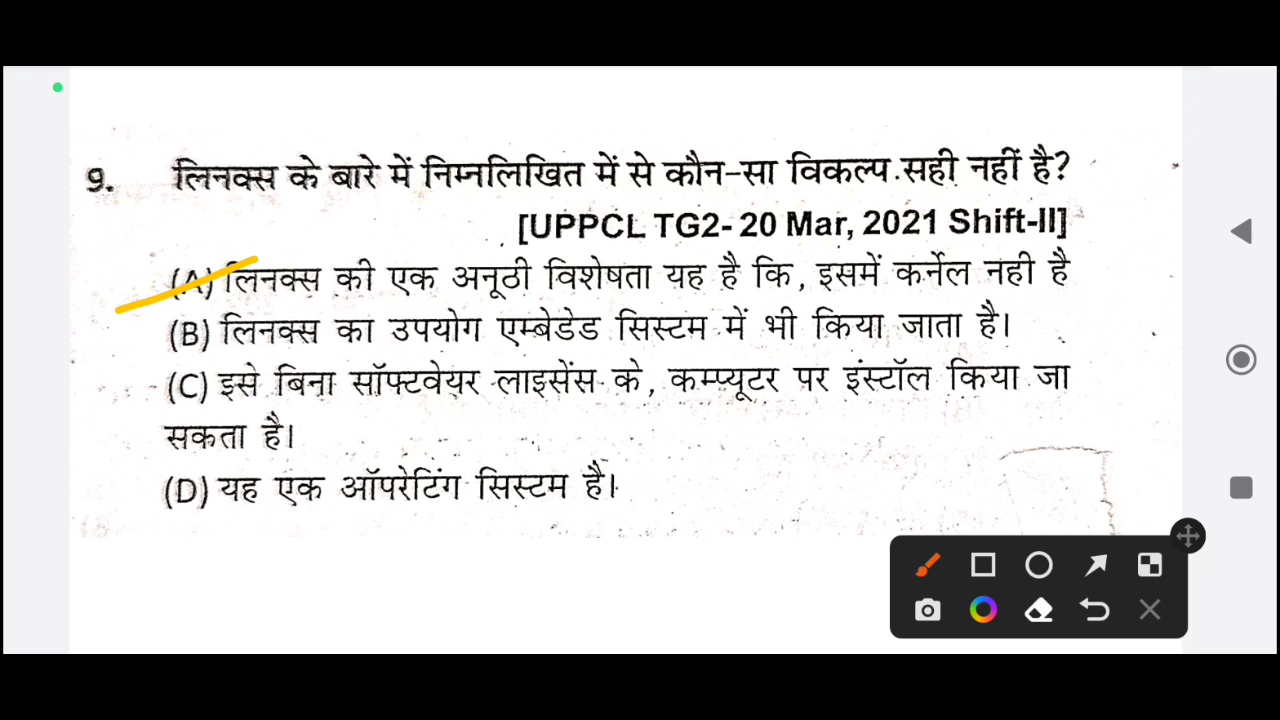 9. लिनक्स के बारे में निम्नलिखित में से कौन-सा विकल्प सही नहीं है?
[UPPCL TG2- 20 Mar, 2021 Shift-II]
(A) लिनक्स की एक अनूठी विशेषता यह है कि, इसमें कर्नेल नही है
(B) लिनक्स का उपयोग एम्बेडेड सिस्टम में भी किया जाता है।
(C) इसे बिना सॉफ्टवेयर लाइसेंस के, कम्प्यूटर पर इंस्टॉल किया जा
सकता है।
(D) यह एक ऑपरेटिंग सिस्टम है।